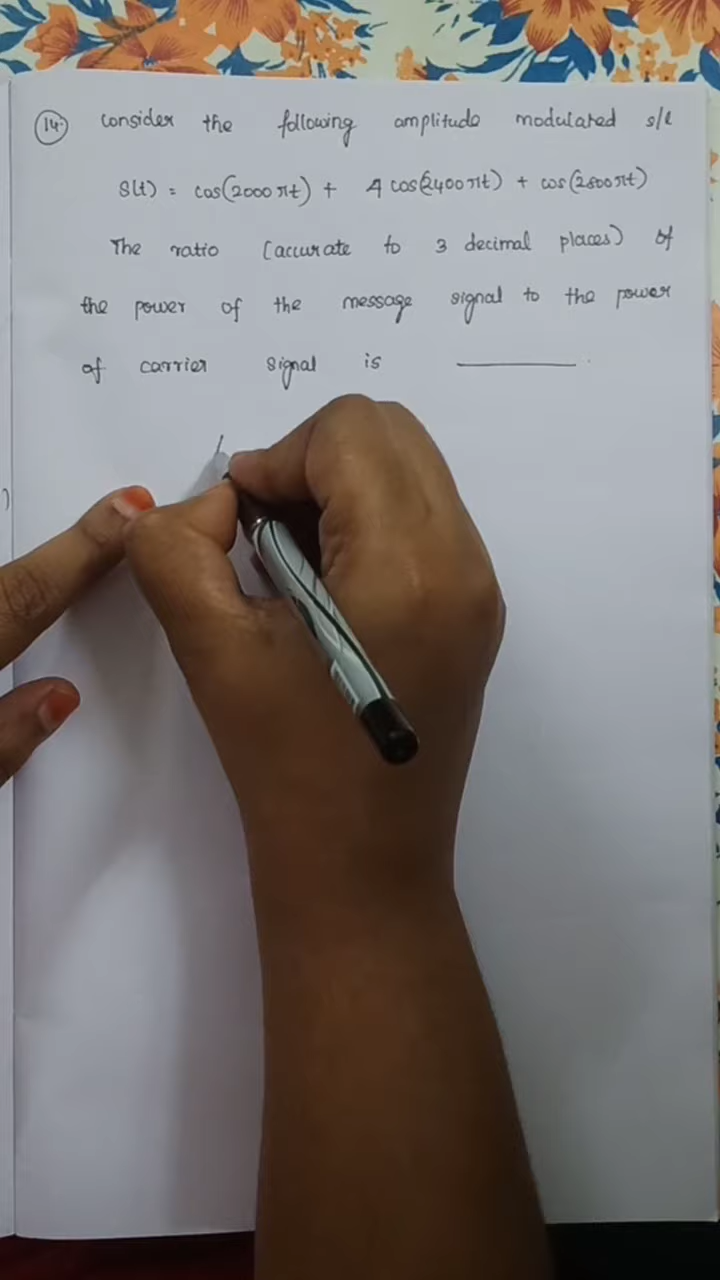 14. consider the following amplitude modulated s/l
s(t) = cos(2000πt) + 4 cos(2400πt) + cos(2800πt)
The ratio (accurate to 3 decimal places) of
the power of the message signal to the power
of carrier signal is ______.
)